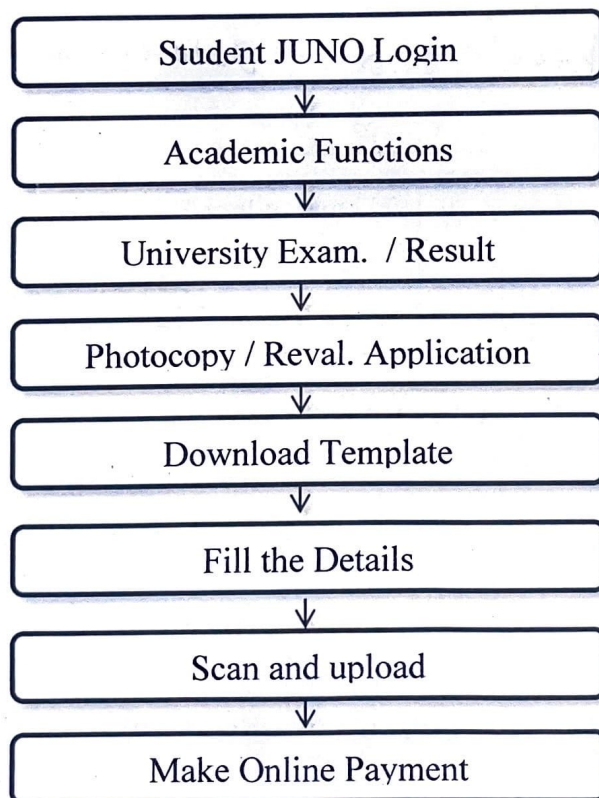 Student JUNO Login
Academic Functions
University Exam. / Result
Photocopy / Reval. Application
Download Template
Fill the Details
Scan and upload
Make Online Payment